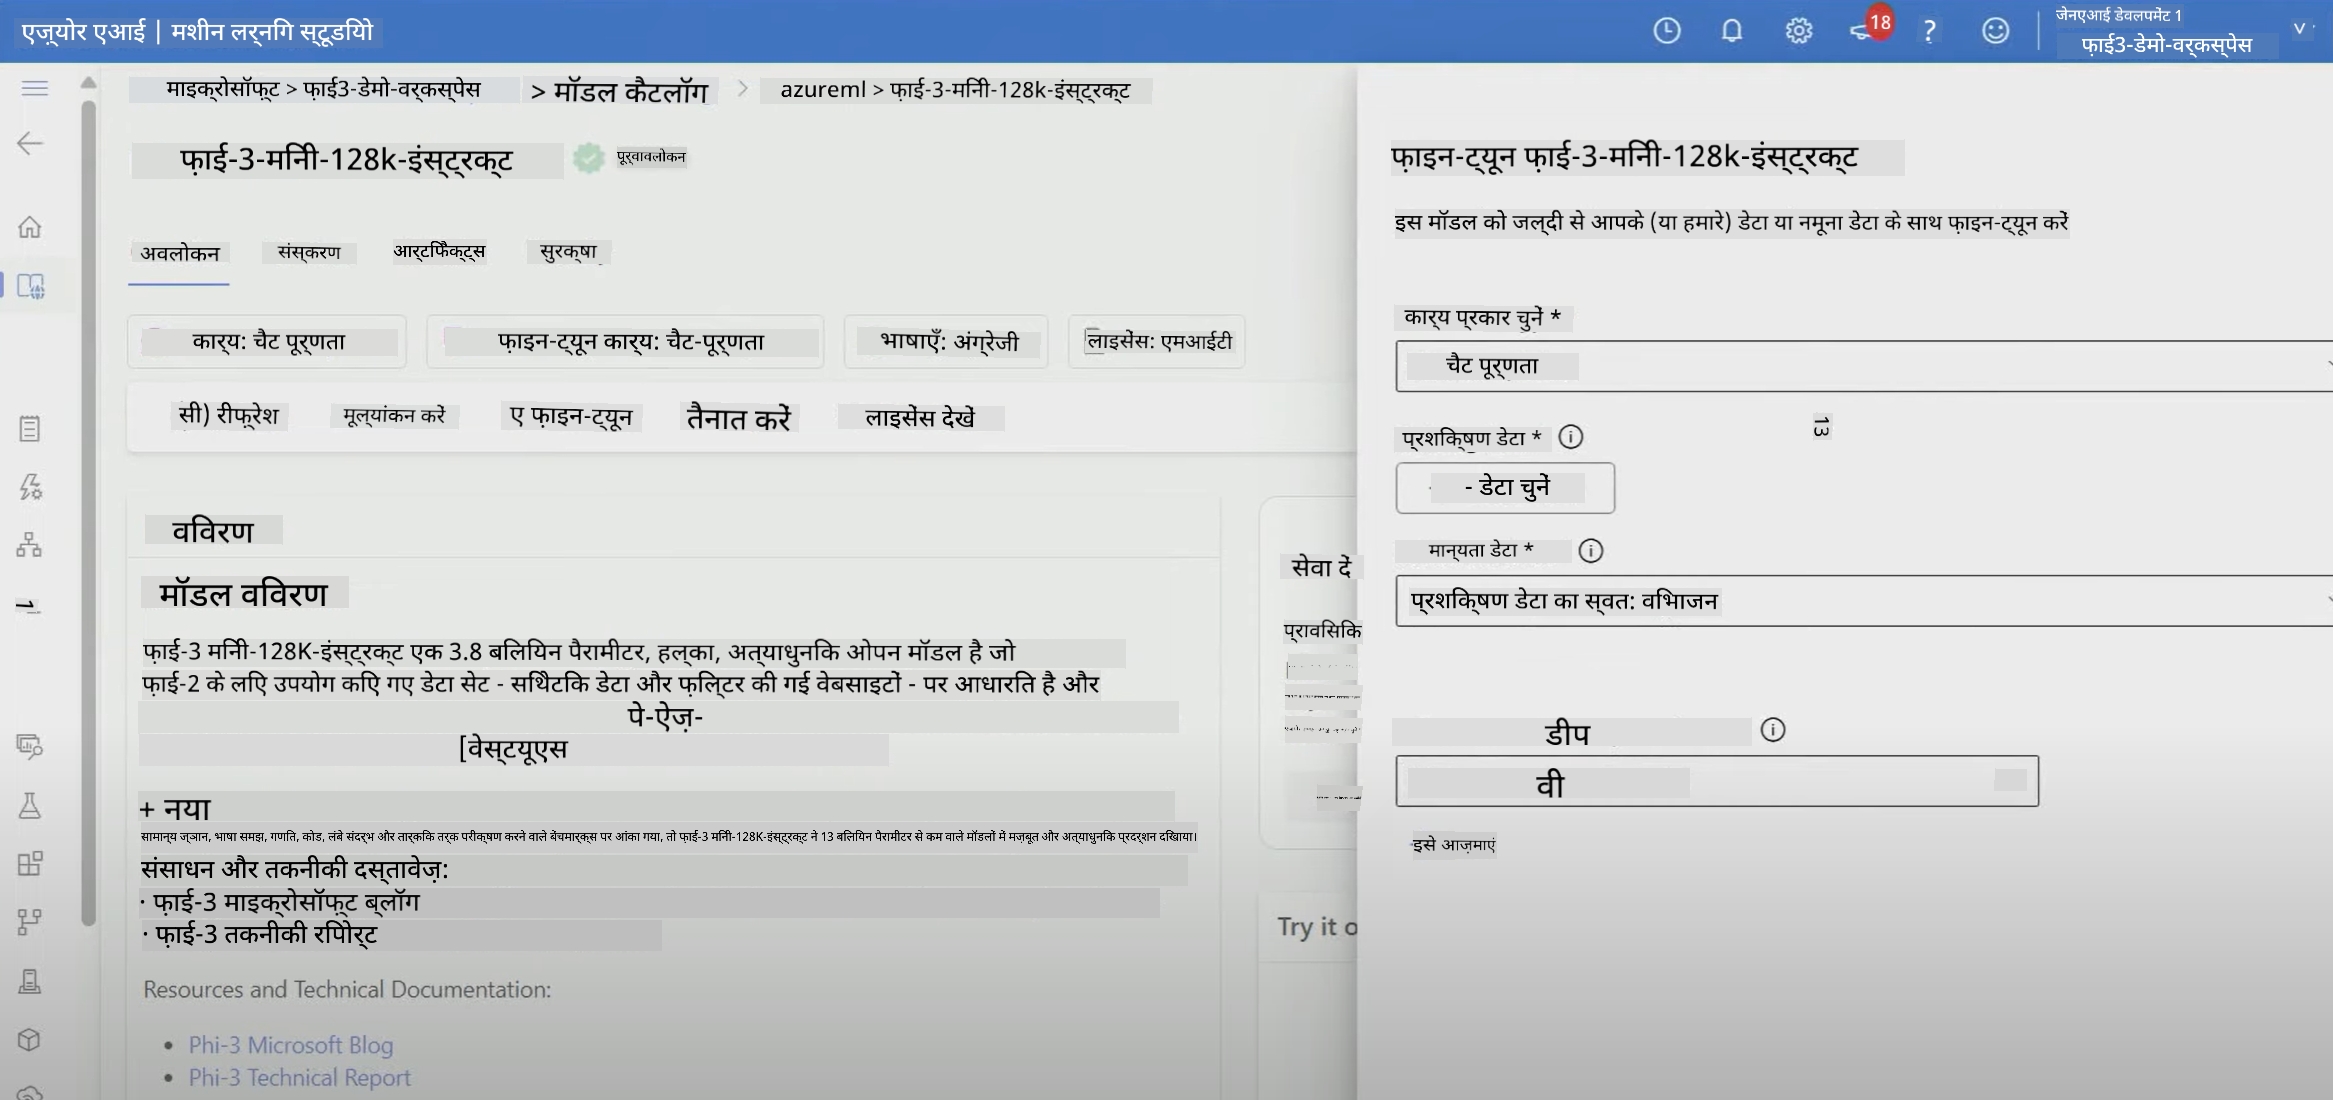 एज़्योर एआई | मशीन लर्निंग स्टूडियो
18
?
जेनएआई डेवलपमेंट 1
फ़ाई3-डेमो-वर्कस्पेस
माइक्रोसॉफ़्ट > फ़ाई3-डेमो-वर्कस्पेस > मॉडल कैटलॉग > azureml > फ़ाई-3-मिनी-128k-इंस्ट्रक्ट
फ़ाई-3-मिनी-128k-इंस्ट्रक्ट पूर्वावलोकन
अवलोकन संस्करण आर्टिफैक्ट्स सुरक्षा
कार्य: चैट पूर्णता फ़ाइन-ट्यून कार्य: चैट-पूर्णता भाषाएँ: अंग्रेजी लाइसेंस: एमआईटी
सी) रीफ्रेश मूल्यांकन करें ए फ़ाइन-ट्यून तैनात करें लाइसेंस देखें
विवरण
मॉडल विवरण
फ़ाई-3 मिनी-128K-इंस्ट्रक्ट एक 3.8 बिलियन पैरामीटर, हल्का, अत्याधुनिक ओपन मॉडल है जो
फ़ाई-2 के लिए उपयोग किए गए डेटा सेट - सिंथेटिक डेटा और फ़िल्टर की गई वेबसाइटों - पर आधारित है और
पे-ऐज़-
[वेस्टयूएस
+ नया
सामान्य ज्ञान, भाषा समझ, गणित, कोड, लंबे संदर्भ और तार्किक तर्क परीक्षण करने वाले बेंचमार्क्स पर आंका गया, तो फ़ाई-3 मिनी-128K-इंस्ट्रक्ट ने 13 बिलियन पैरामीटर से कम वाले मॉडलों में मज़बूत और अत्याधुनिक प्रदर्शन दिखाया।
संसाधन और तकनीकी दस्तावेज़:
· फ़ाई-3 माइक्रोसॉफ़्ट ब्लॉग
· फ़ाई-3 तकनीकी रिपोर्ट
Resources and Technical Documentation:
• Phi-3 Microsoft Blog
• Phi-3 Technical Report
सेवा दें
प्रावसिकि
Try it o
फ़ाइन-ट्यून फ़ाई-3-मिनी-128k-इंस्ट्रक्ट
इस मॉडल को जल्दी से आपके (या हमारे) डेटा या नमूना डेटा के साथ फ़ाइन-ट्यून करें
कार्य प्रकार चुनें *
चैट पूर्णता
13
प्रशिक्षण डेटा *
- डेटा चुनें
मान्यता डेटा *
प्रशिक्षण डेटा का स्वत: विभाजन
डीप
वी
इसे आज़माएं